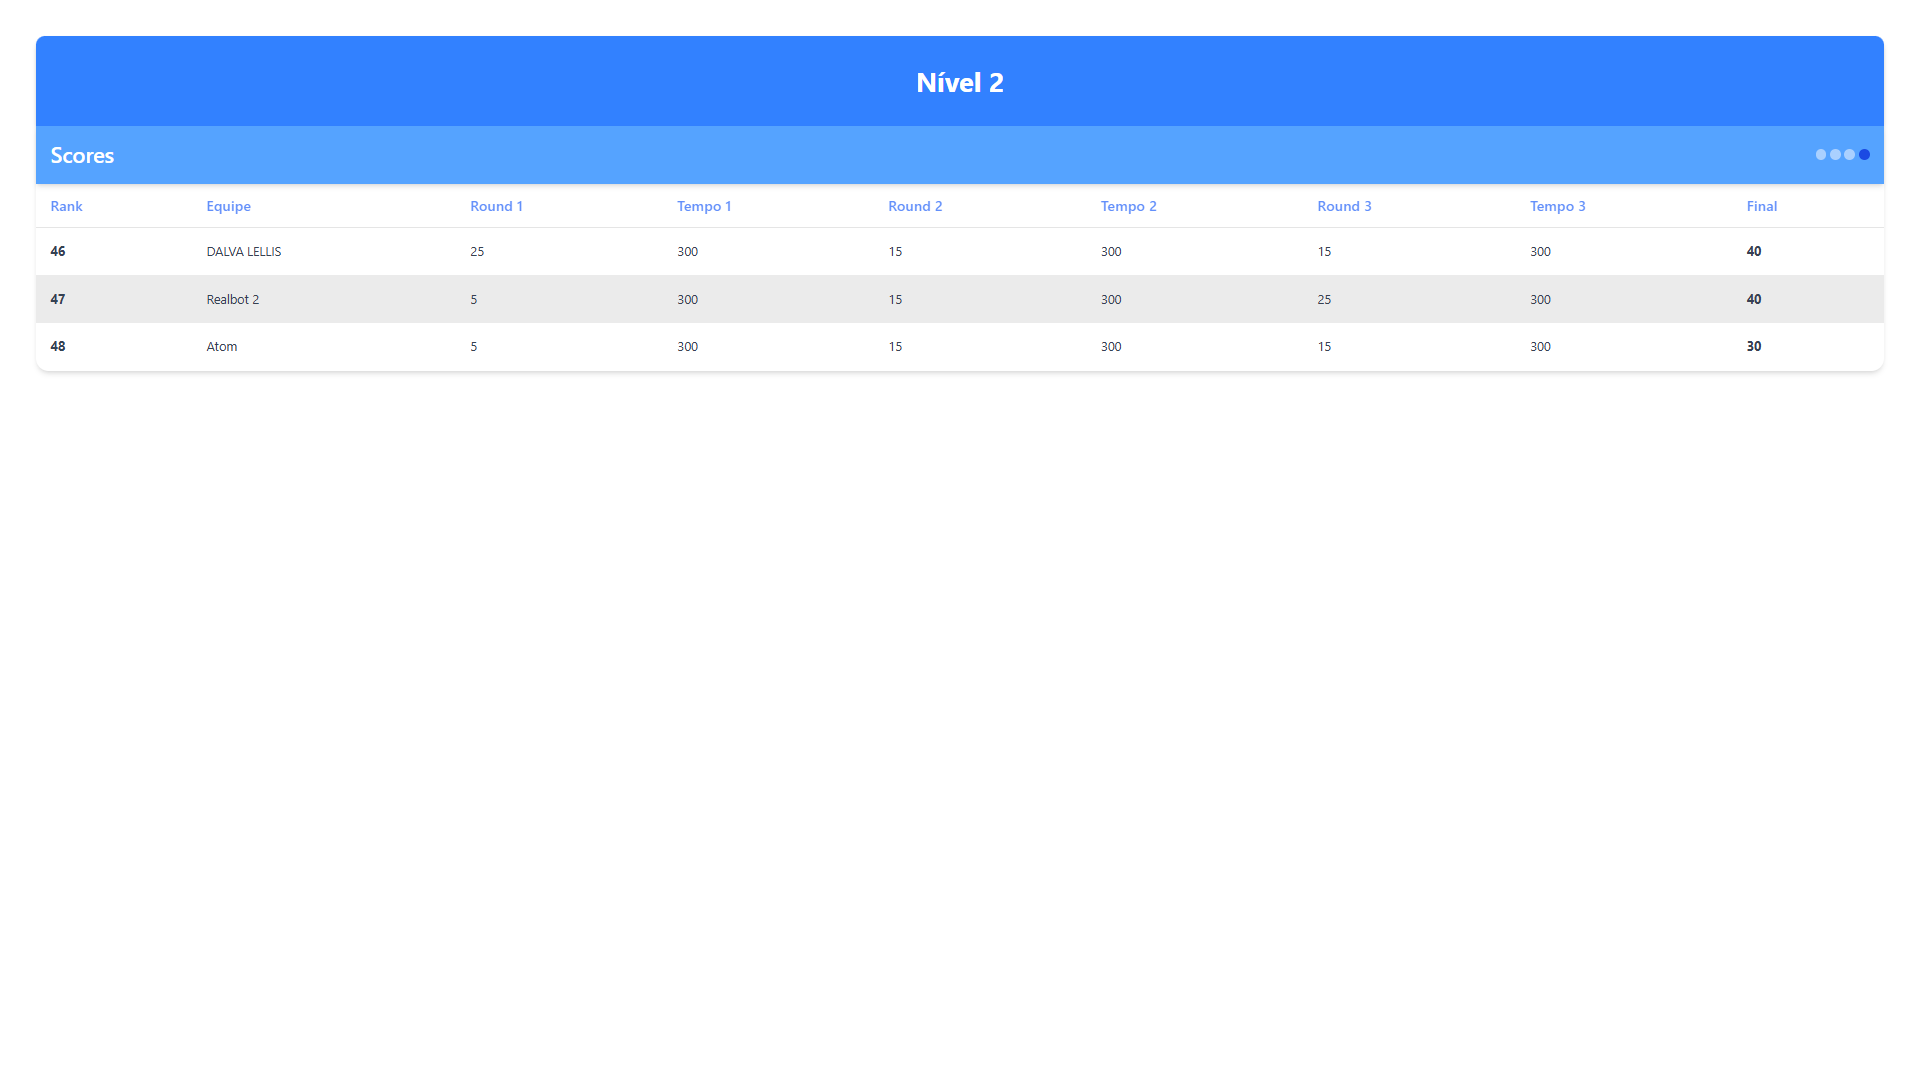 Nível 2
Scores
Rank Equipe Round 1 Tempo 1 Round 2 Tempo 2 Round 3 Tempo 3 Final
46 DALVA LELLIS 25 300 15 300 15 300 40
47 Realbot 2 5 300 15 300 25 300 40
48 Atom 5 300 15 300 15 300 30